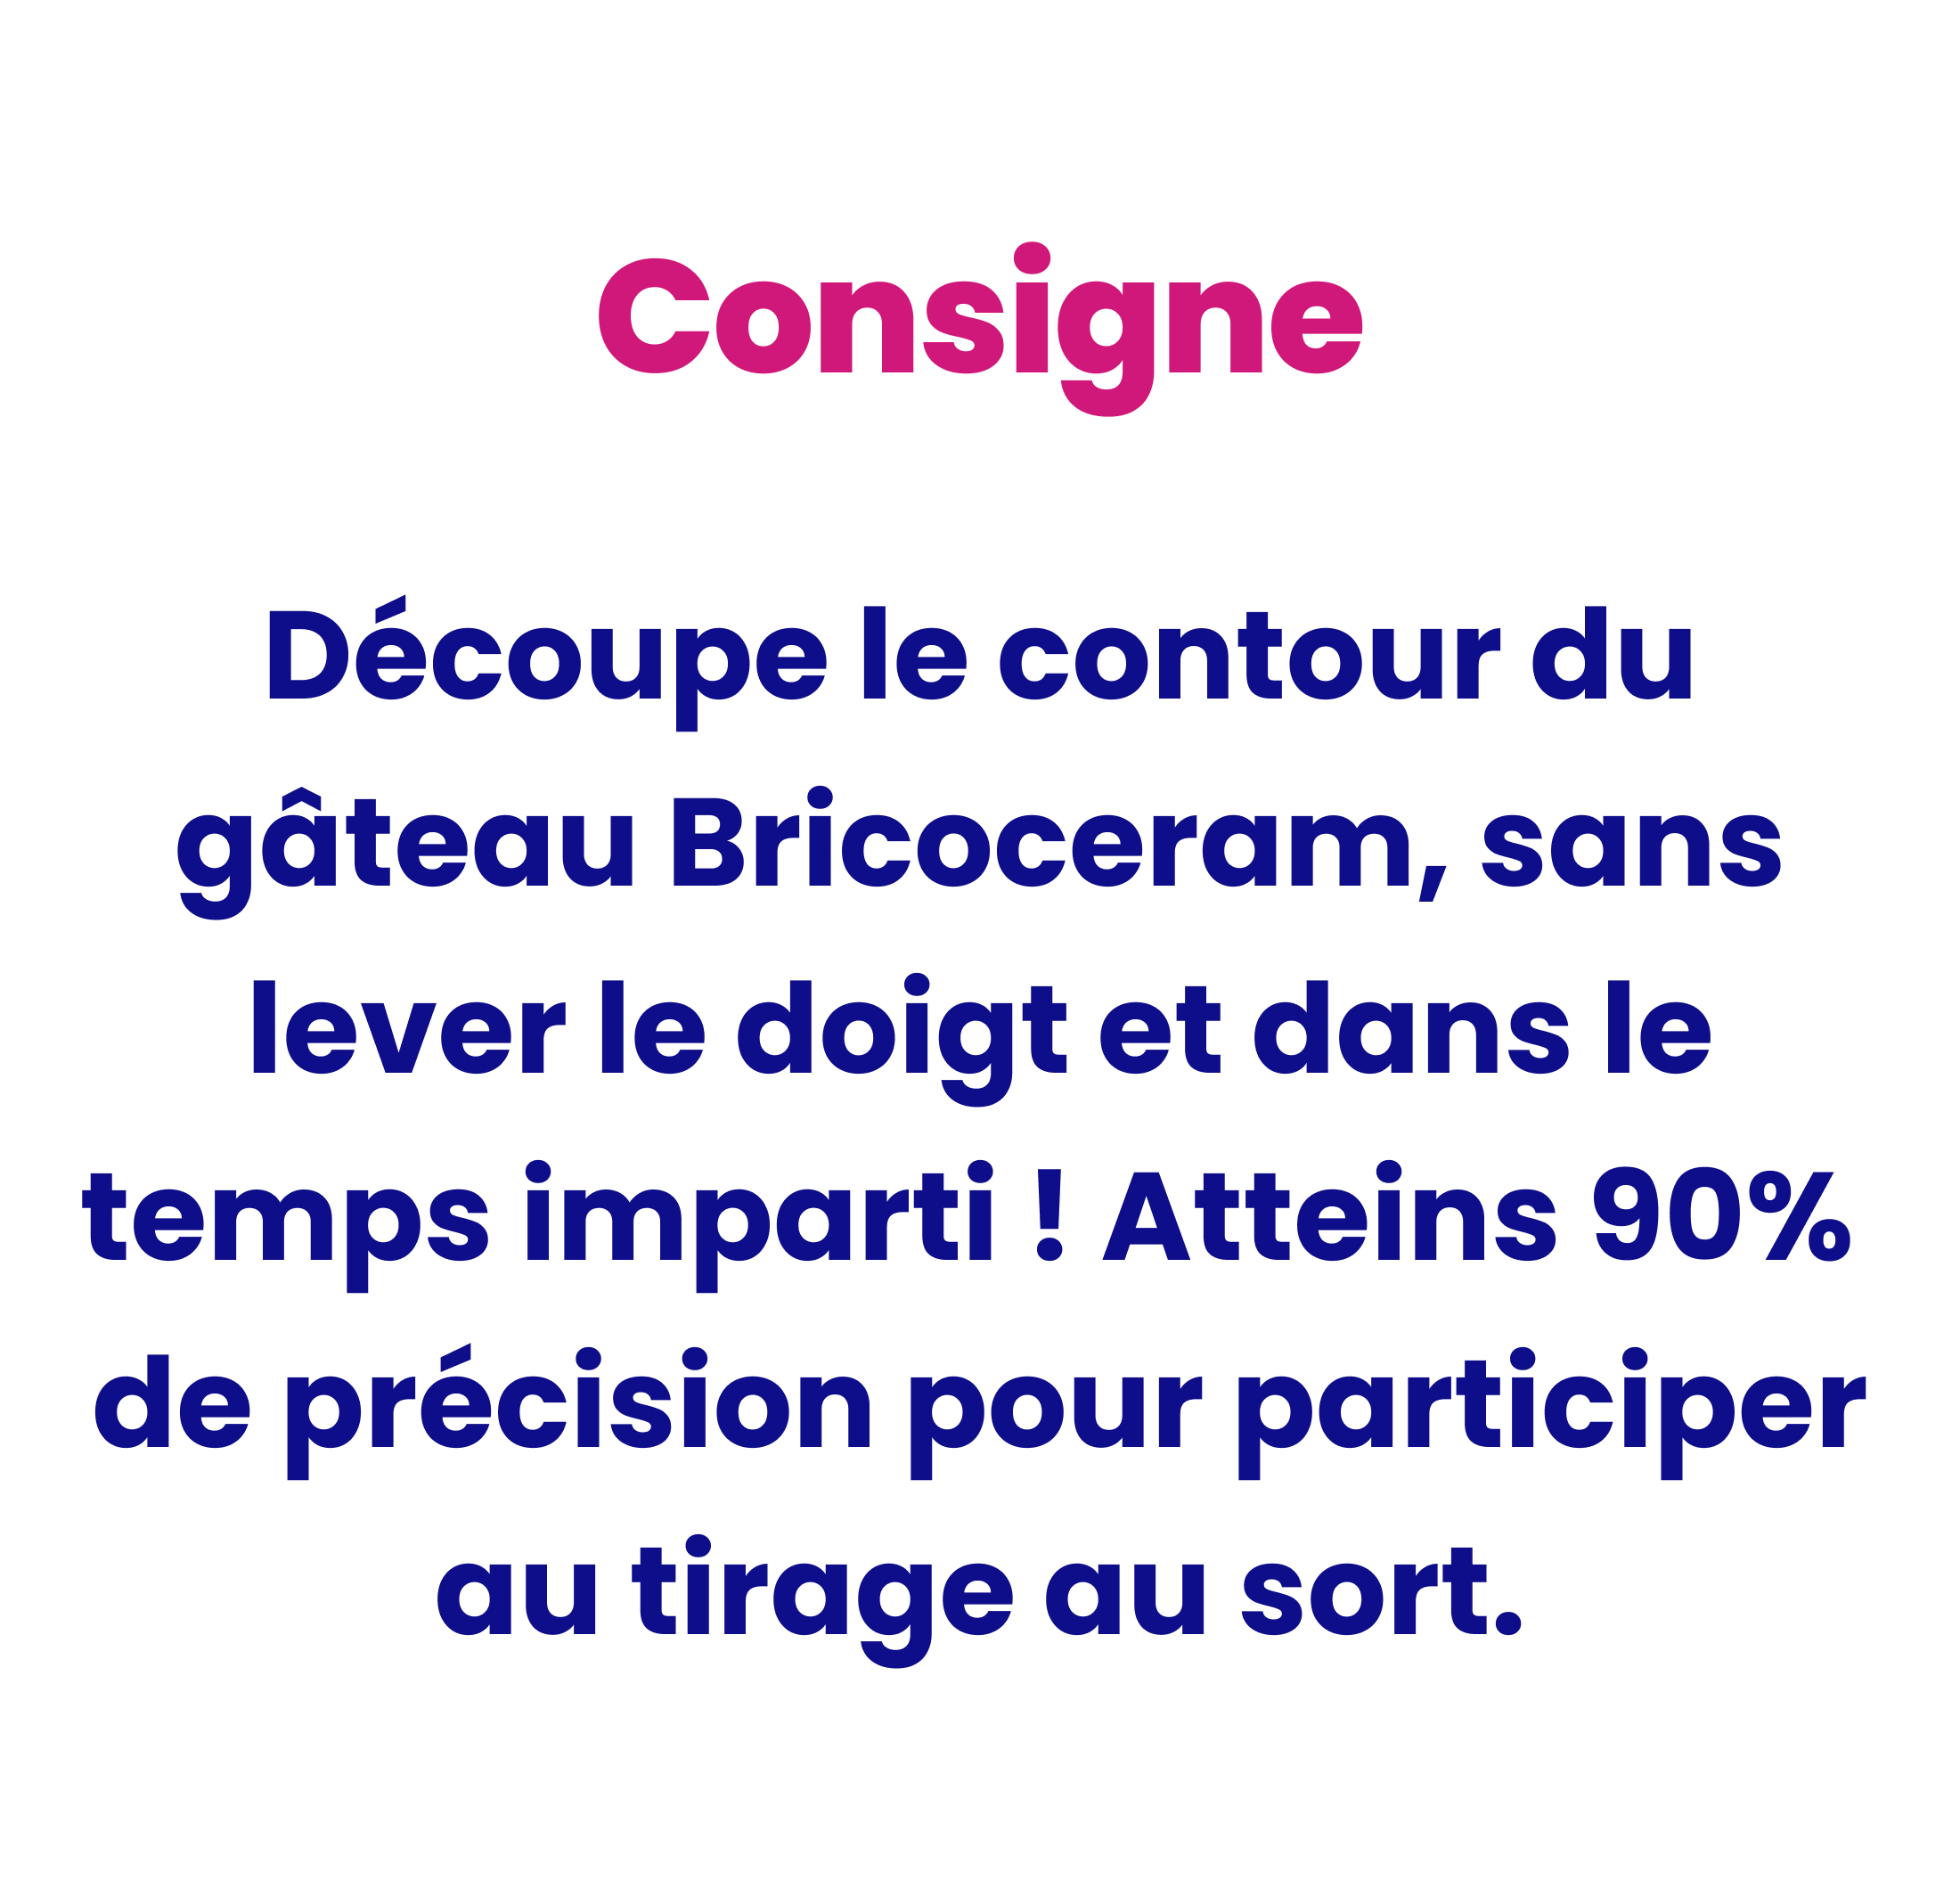 Consigne
Découpe le contour du
gâteau Bricoceram, sans
lever le doigt et dans le
temps imparti ! Atteins 90%
de précision pour participer
au tirage au sort.